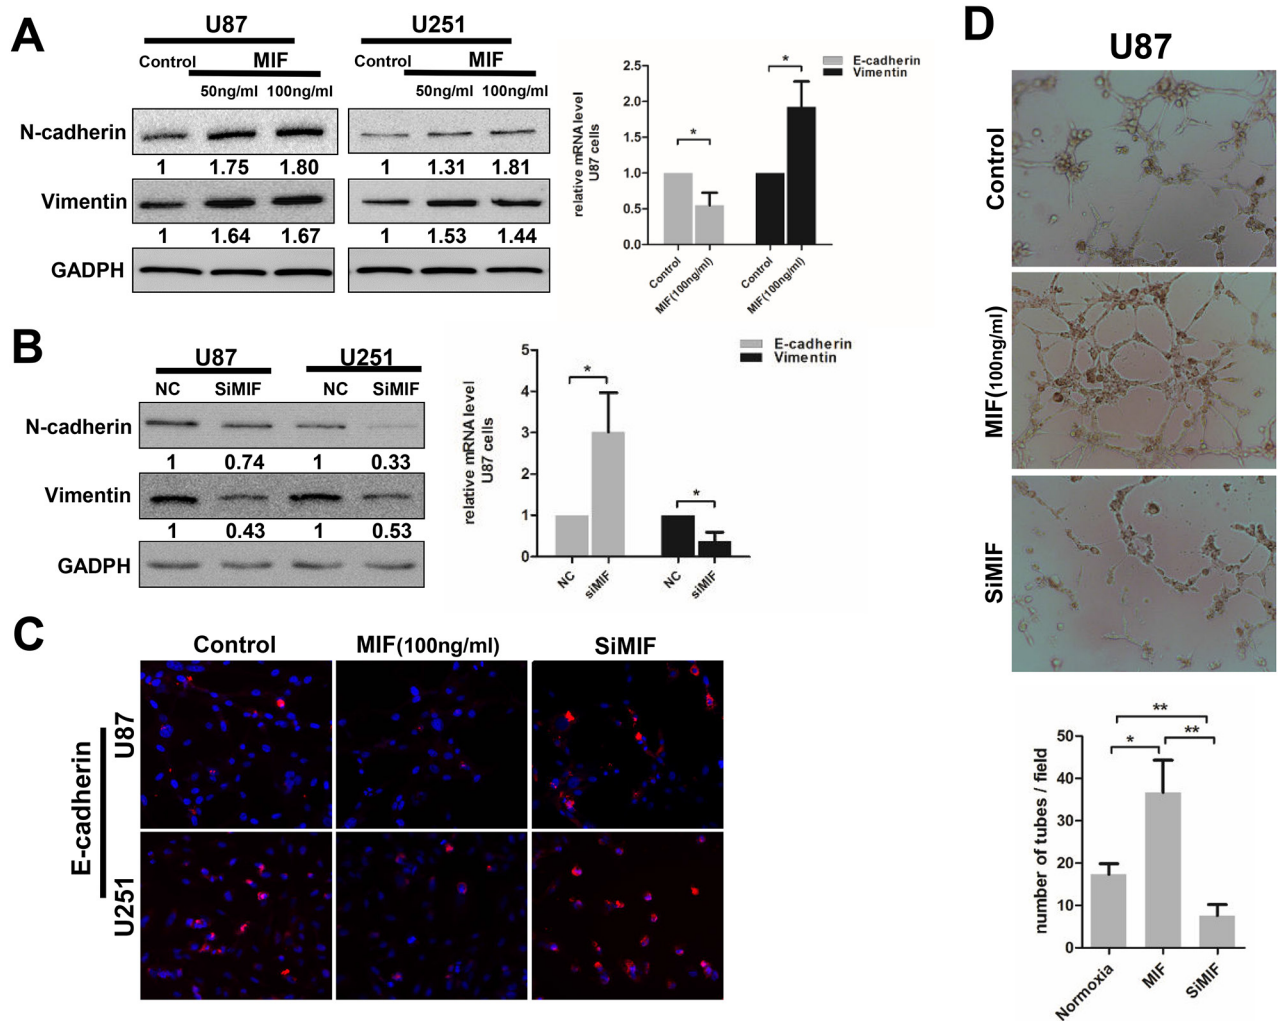 A
U87
U251
Control
MIF
Control
MIF
50ng/ml
100ng/ml
50ng/ml
100ng/ml
N-cadherin
1
1.75
1.80
1
1.31
1.81
Vimentin
1
1.64
1.67
1
1.53
1.44
GADPH
relative mRNA level
U87 cells
2.5
2.0
1.5
1.0
0.5
0.0
*
*
E-cadherin
Vimentin
Control
MIF(100ng/ml)
Control
MIF(100ng/ml)
B
U87
U251
NC
SiMIF
NC
SiMIF
N-cadherin
1
0.74
1
0.33
Vimentin
1
0.43
1
0.53
GADPH
relative mRNA level
U87 cells
5
4
3
2
1
0
*
*
E-cadherin
Vimentin
NC
siMIF
NC
siMIF
C
Control
MIF(100ng/ml)
SiMIF
E-cadherin
U87
U251
D
U87
Control
MIF(100ng/ml)
SiMIF
number of tubes / field
50
40
30
20
10
0
**
*
**
Normoxia
MIF
SiMIF